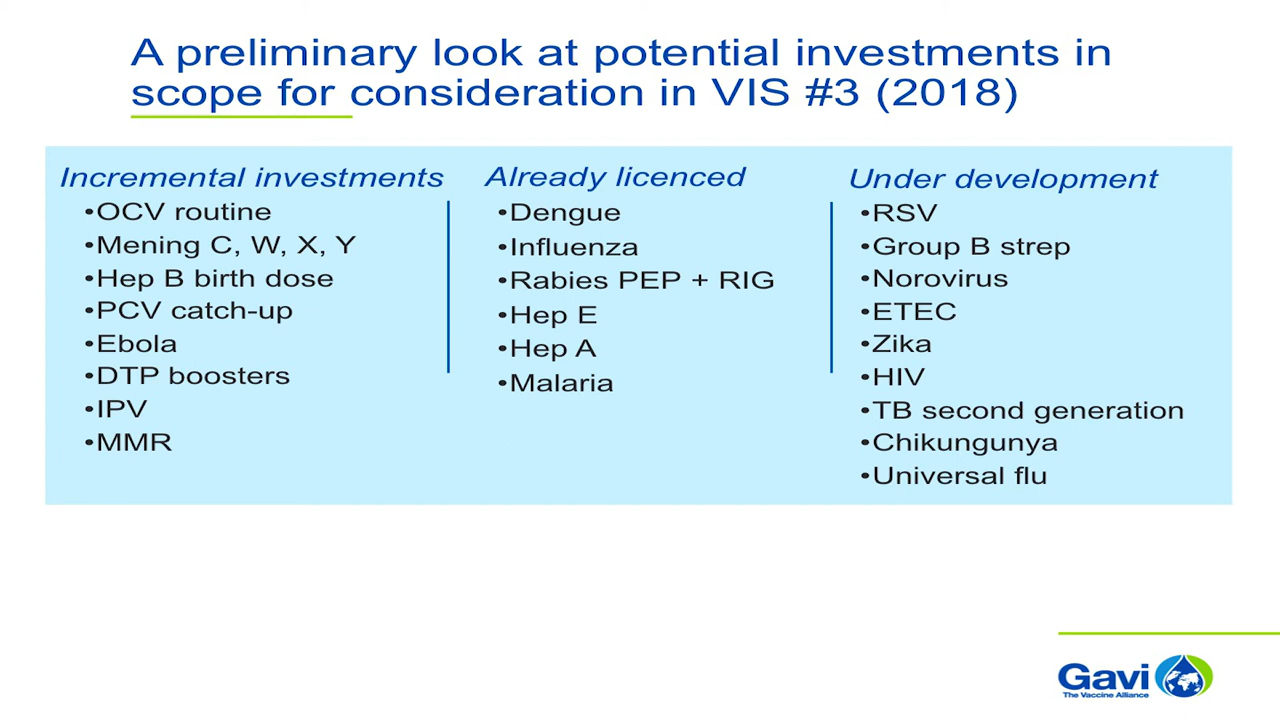 A preliminary look at potential investments in
scope for consideration in VIS #3 (2018)
Incremental investments
•OCV routine
•Mening C, W, X, Y
•Hep B birth dose
•PCV catch-up
•Ebola
•DTP boosters
•IPV
•MMR
Already licenced
•Dengue
•Influenza
•Rabies PEP + RIG
•Hep E
•Hep A
•Malaria
Under development
•RSV
•Group B strep
•Norovirus
•ETEC
•Zika
•HIV
•TB second generation
•Chikungunya
•Universal flu
Gavi
The Vaccine Alliance